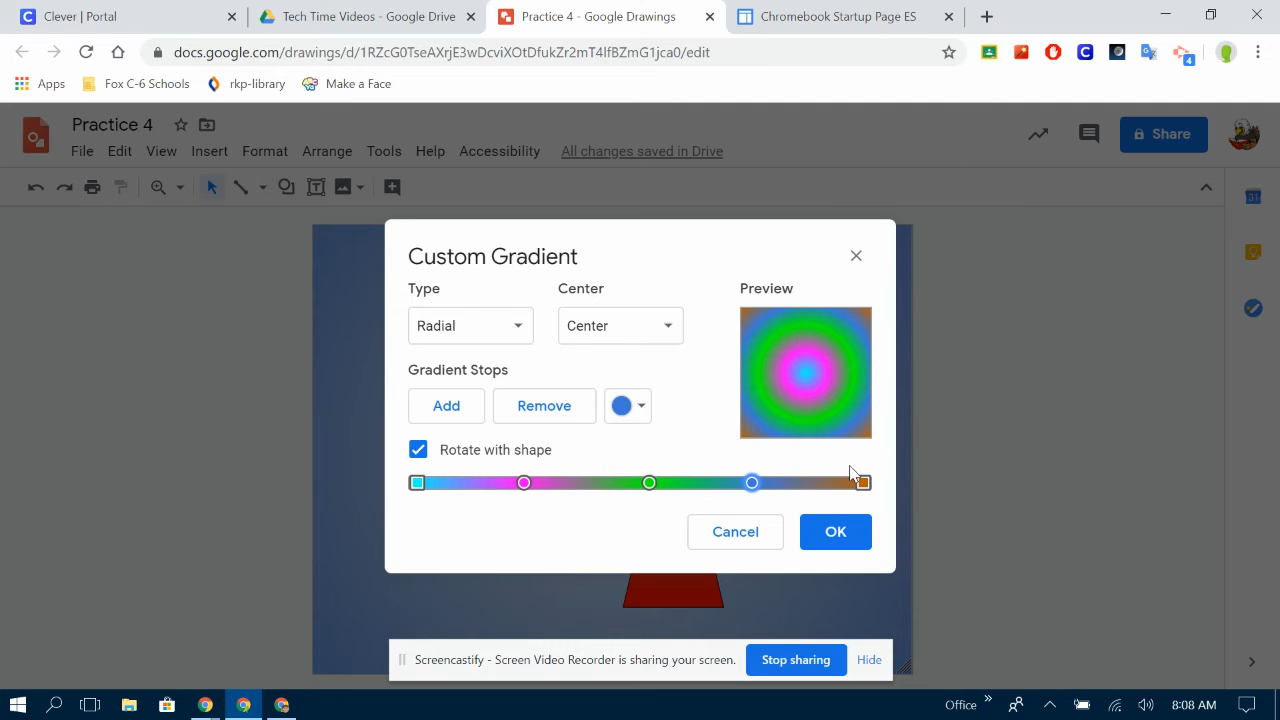 Clever | Portal
Tech Time Videos - Google Drive
Practice 4 - Google Drawings
Chromebook Startup Page ES
docs.google.com/drawings/d/1RZcG0TseAXrjE3wDcviXOtDfukZr2mT4lfBZmG1jca0/edit
4
Apps
Fox C-6 Schools
rkp-library
Make a Face
Practice 4
Share
File Edit View Insert Format Arrange Tools Help Accessibility All changes saved in Drive
31
Custom Gradient
Type Center Preview
Radial Center
Gradient Stops
Add Remove
Rotate with shape
Cancel OK
Screencastify - Screen Video Recorder is sharing your screen. Stop sharing Hide
Office » 8:08 AM